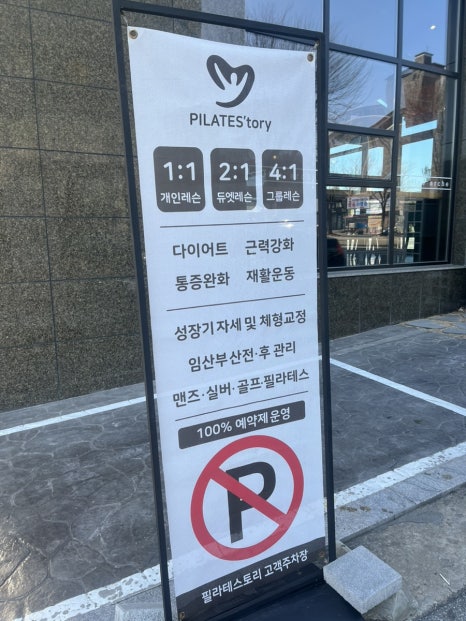 PILATES'tory
1:1 2:1 4:1
개인레슨 듀엣레슨 그룹레슨
다이어트 근력강화
통증완화 재활운동
성장기 자세 및 체형교정
임산부 산전·후 관리
맨즈·실버·골프·필라테스
100% 예약제 운영
P
필라테스토리 고객주차장